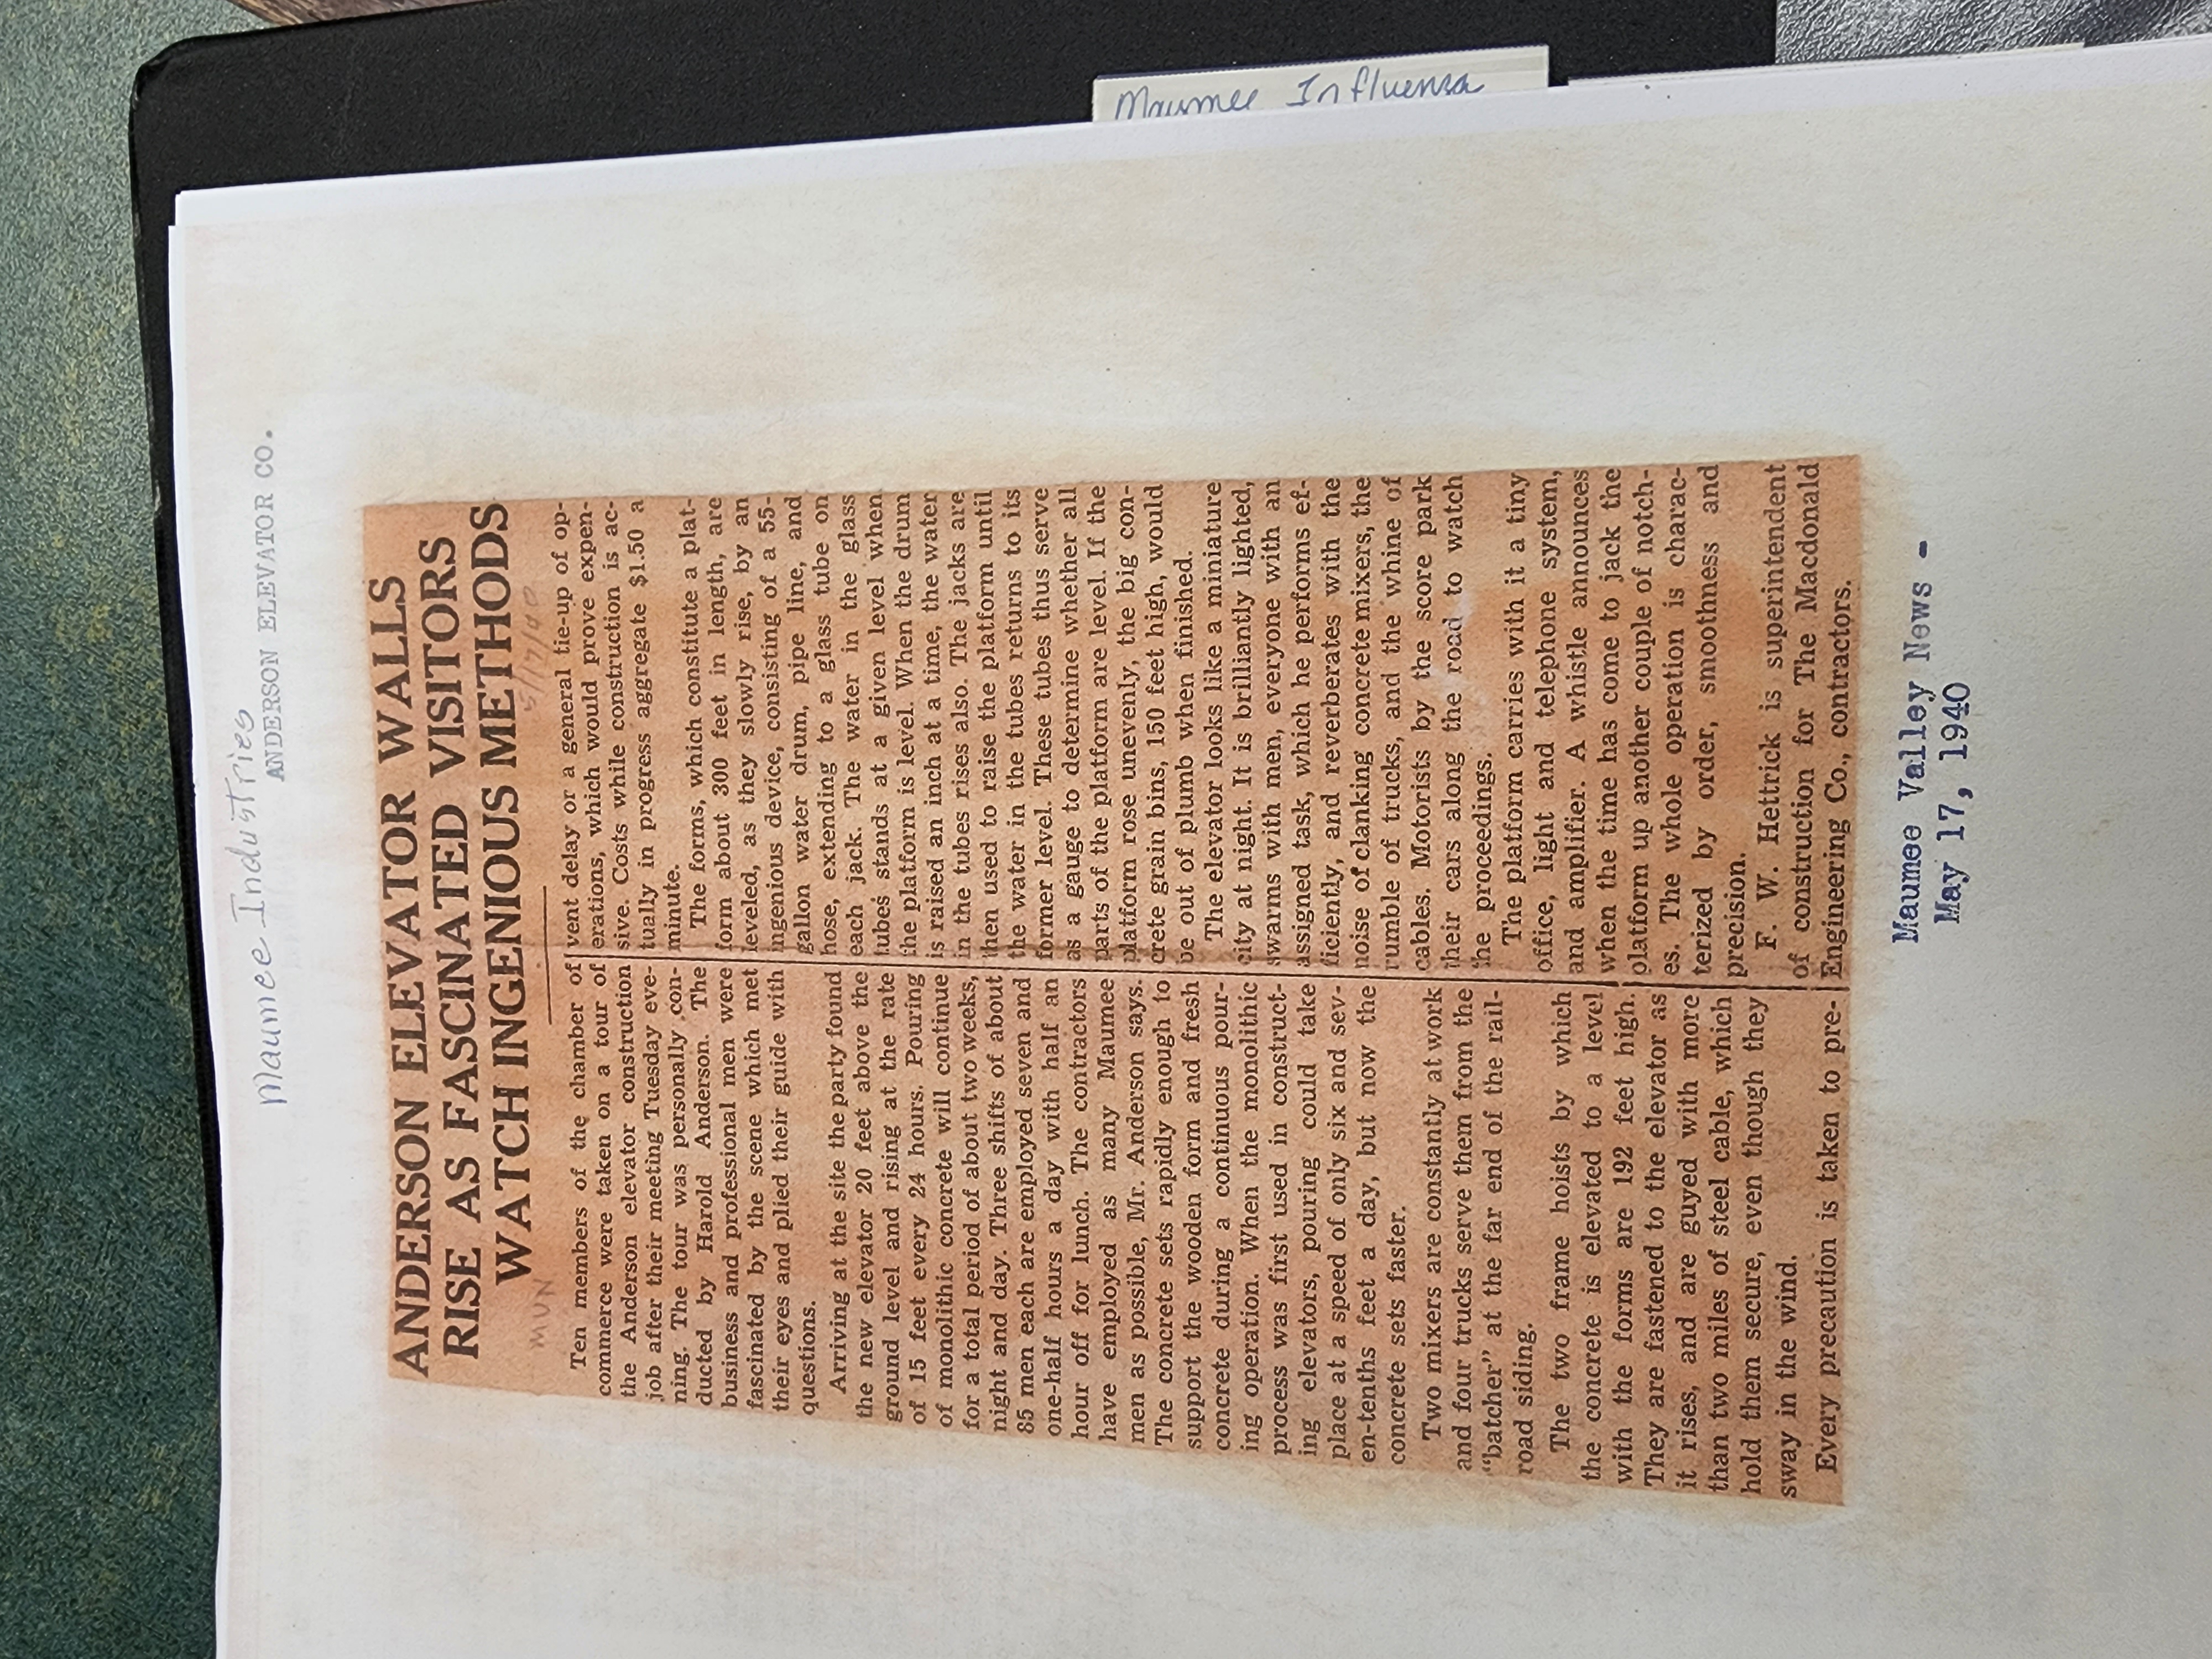 Maumee Influenza
Maumee Industries
ANDERSON ELEVATOR CO.
ANDERSON ELEVATOR WALLS
RISE AS FASCINATED VISITORS
WATCH INGENIOUS METHODS
MVN
5/17/40
Ten members of the chamber of
commerce were taken on a tour of
the Anderson elevator construction
job after their meeting Tuesday eve-
ning. The tour was personally con-
ducted by Harold Anderson. The
business and professional men were
fascinated by the scene which met
their eyes and plied their guide with
questions.
Arriving at the site the party found
the new elevator 20 feet above the
ground level and rising at the rate
of 15 feet every 24 hours. Pouring
of monolithic concrete will continue
for a total period of about two weeks,
night and day. Three shifts of about
85 men each are employed seven and
one-half hours a day with half an
hour off for lunch. The contractors
have employed as many Maumee
men as possible, Mr. Anderson says.
The concrete sets rapidly enough to
support the wooden form and fresh
concrete during a continuous pour-
ing operation. When the monolithic
process was first used in construct-
ing elevators, pouring could take
place at a speed of only six and sev-
en-tenths feet a day, but now the
concrete sets faster.
Two mixers are constantly at work
and four trucks serve them from the
"batcher" at the far end of the rail-
road siding.
The two frame hoists by which
the concrete is elevated to a level
with the forms are 192 feet high.
They are fastened to the elevator as
it rises, and are guyed with more
than two miles of steel cable, which
hold them secure, even though they
sway in the wind.
Every precaution is taken to pre-
vent delay or a general tie-up of op-
erations, which would prove expen-
sive. Costs while construction is ac-
tually in progress aggregate $1.50 a
minute.
The forms, which constitute a plat-
form about 300 feet in length, are
leveled, as they slowly rise, by an
ingenious device, consisting of a 55-
gallon water drum, pipe line, and
hose, extending to a glass tube on
each jack. The water in the glass
tubes stands at a given level when
the platform is level. When the drum
is raised an inch at a time, the water
in the tubes rises also. The jacks are
then used to raise the platform until
the water in the tubes returns to its
former level. These tubes thus serve
as a gauge to determine whether all
parts of the platform are level. If the
platform rose unevenly, the big con-
crete grain bins, 150 feet high, would
be out of plumb when finished.
The elevator looks like a miniature
city at night. It is brilliantly lighted,
swarms with men, everyone with an
assigned task, which he performs ef-
ficiently, and reverberates with the
noise of clanking concrete mixers, the
rumble of trucks, and the whine of
cables. Motorists by the score park
their cars along the road to watch
the proceedings.
The platform carries with it a tiny
office, light and telephone system,
and amplifier. A whistle announces
when the time has come to jack the
platform up another couple of notch-
es. The whole operation is charac-
terized by order, smoothness and
precision.
F. W. Hettrick is superintendent
of construction for The Macdonald
Engineering Co., contractors.
Maumee Valley News -
May 17, 1940